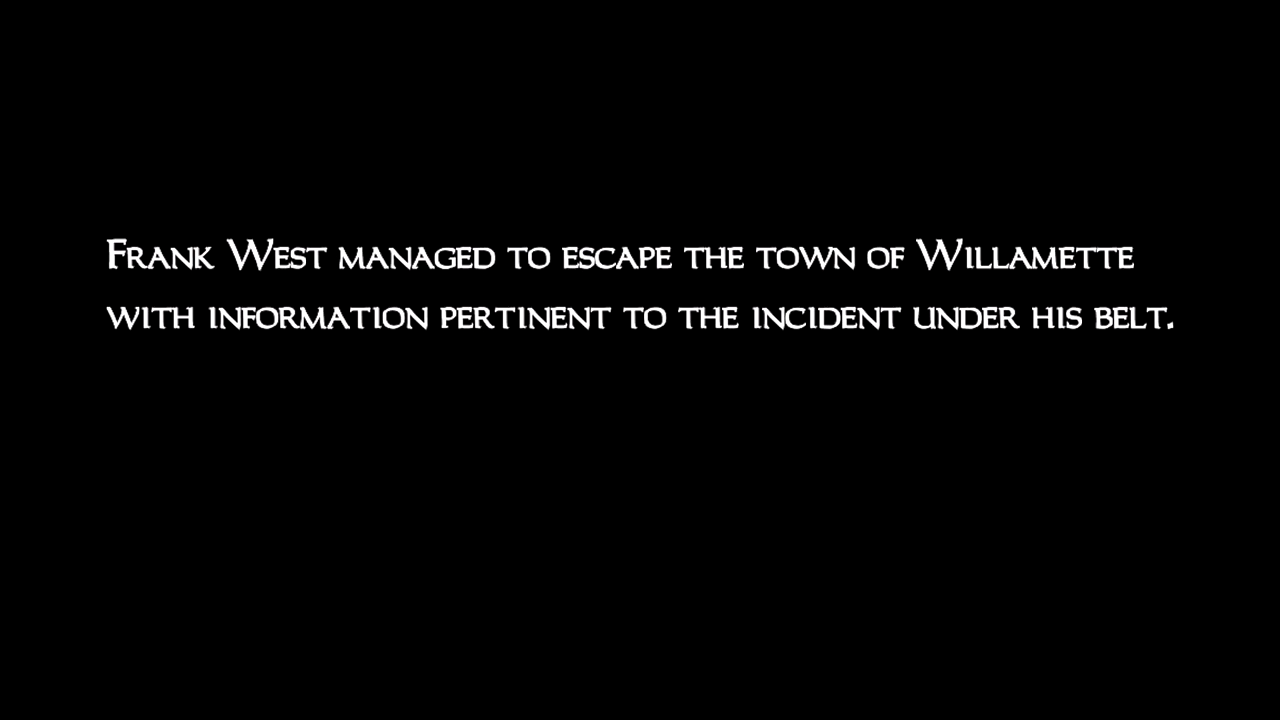 Frank West managed to escape the town of Willamette
with information pertinent to the incident under his belt.